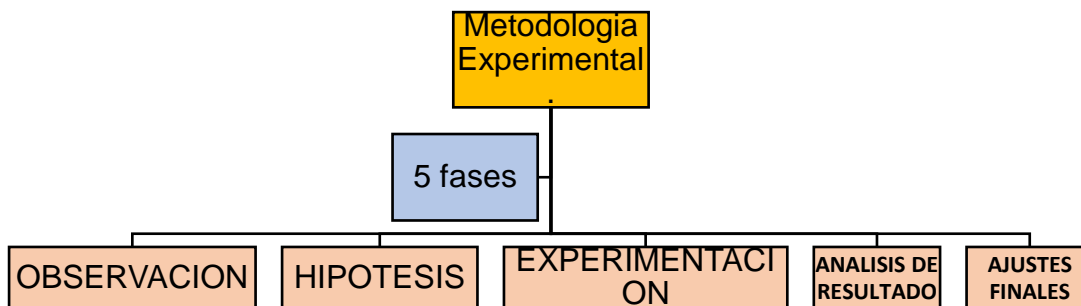 Metodologia
Experimental
.
5 fases
OBSERVACION
HIPOTESIS
EXPERIMENTACI
ON
ANALISIS DE
RESULTADO
AJUSTES
FINALES